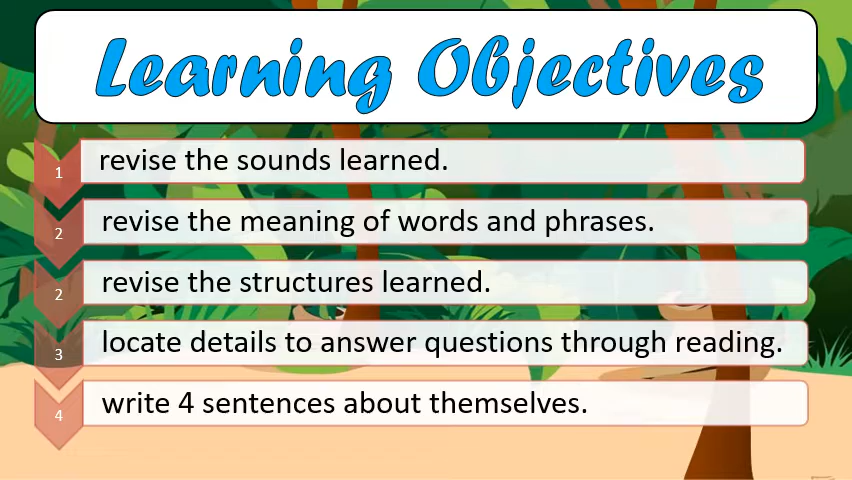 Learning Objectives
1 revise the sounds learned.
2 revise the meaning of words and phrases.
2 revise the structures learned.
3 locate details to answer questions through reading.
4 write 4 sentences about themselves.